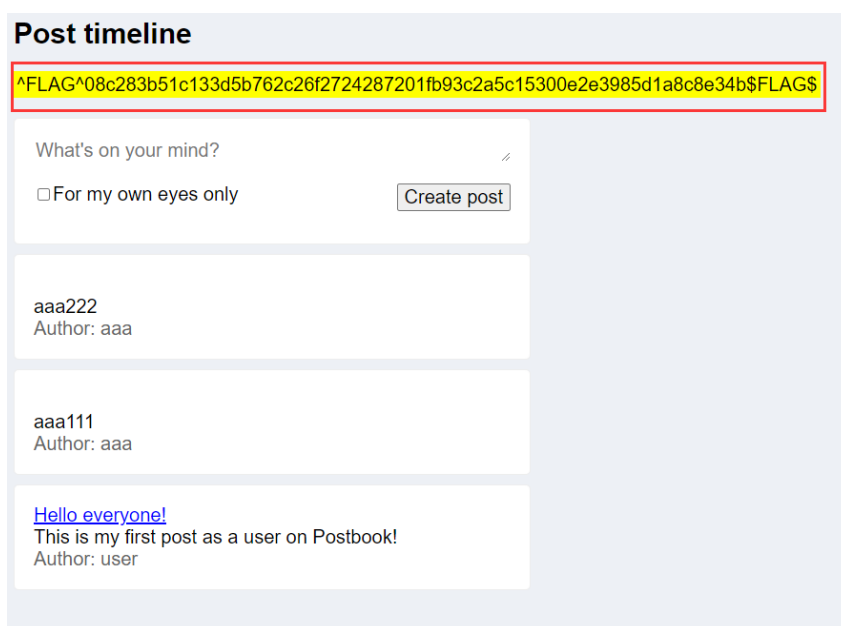 Post timeline
^FLAG^08c283b51c133d5b762c26f2724287201fb93c2a5c15300e2e3985d1a8c8e34b$FLAG$
What's on your mind?
For my own eyes only
Create post
aaa222
Author: aaa
aaa111
Author: aaa
Hello everyone!
This is my first post as a user on Postbook!
Author: user